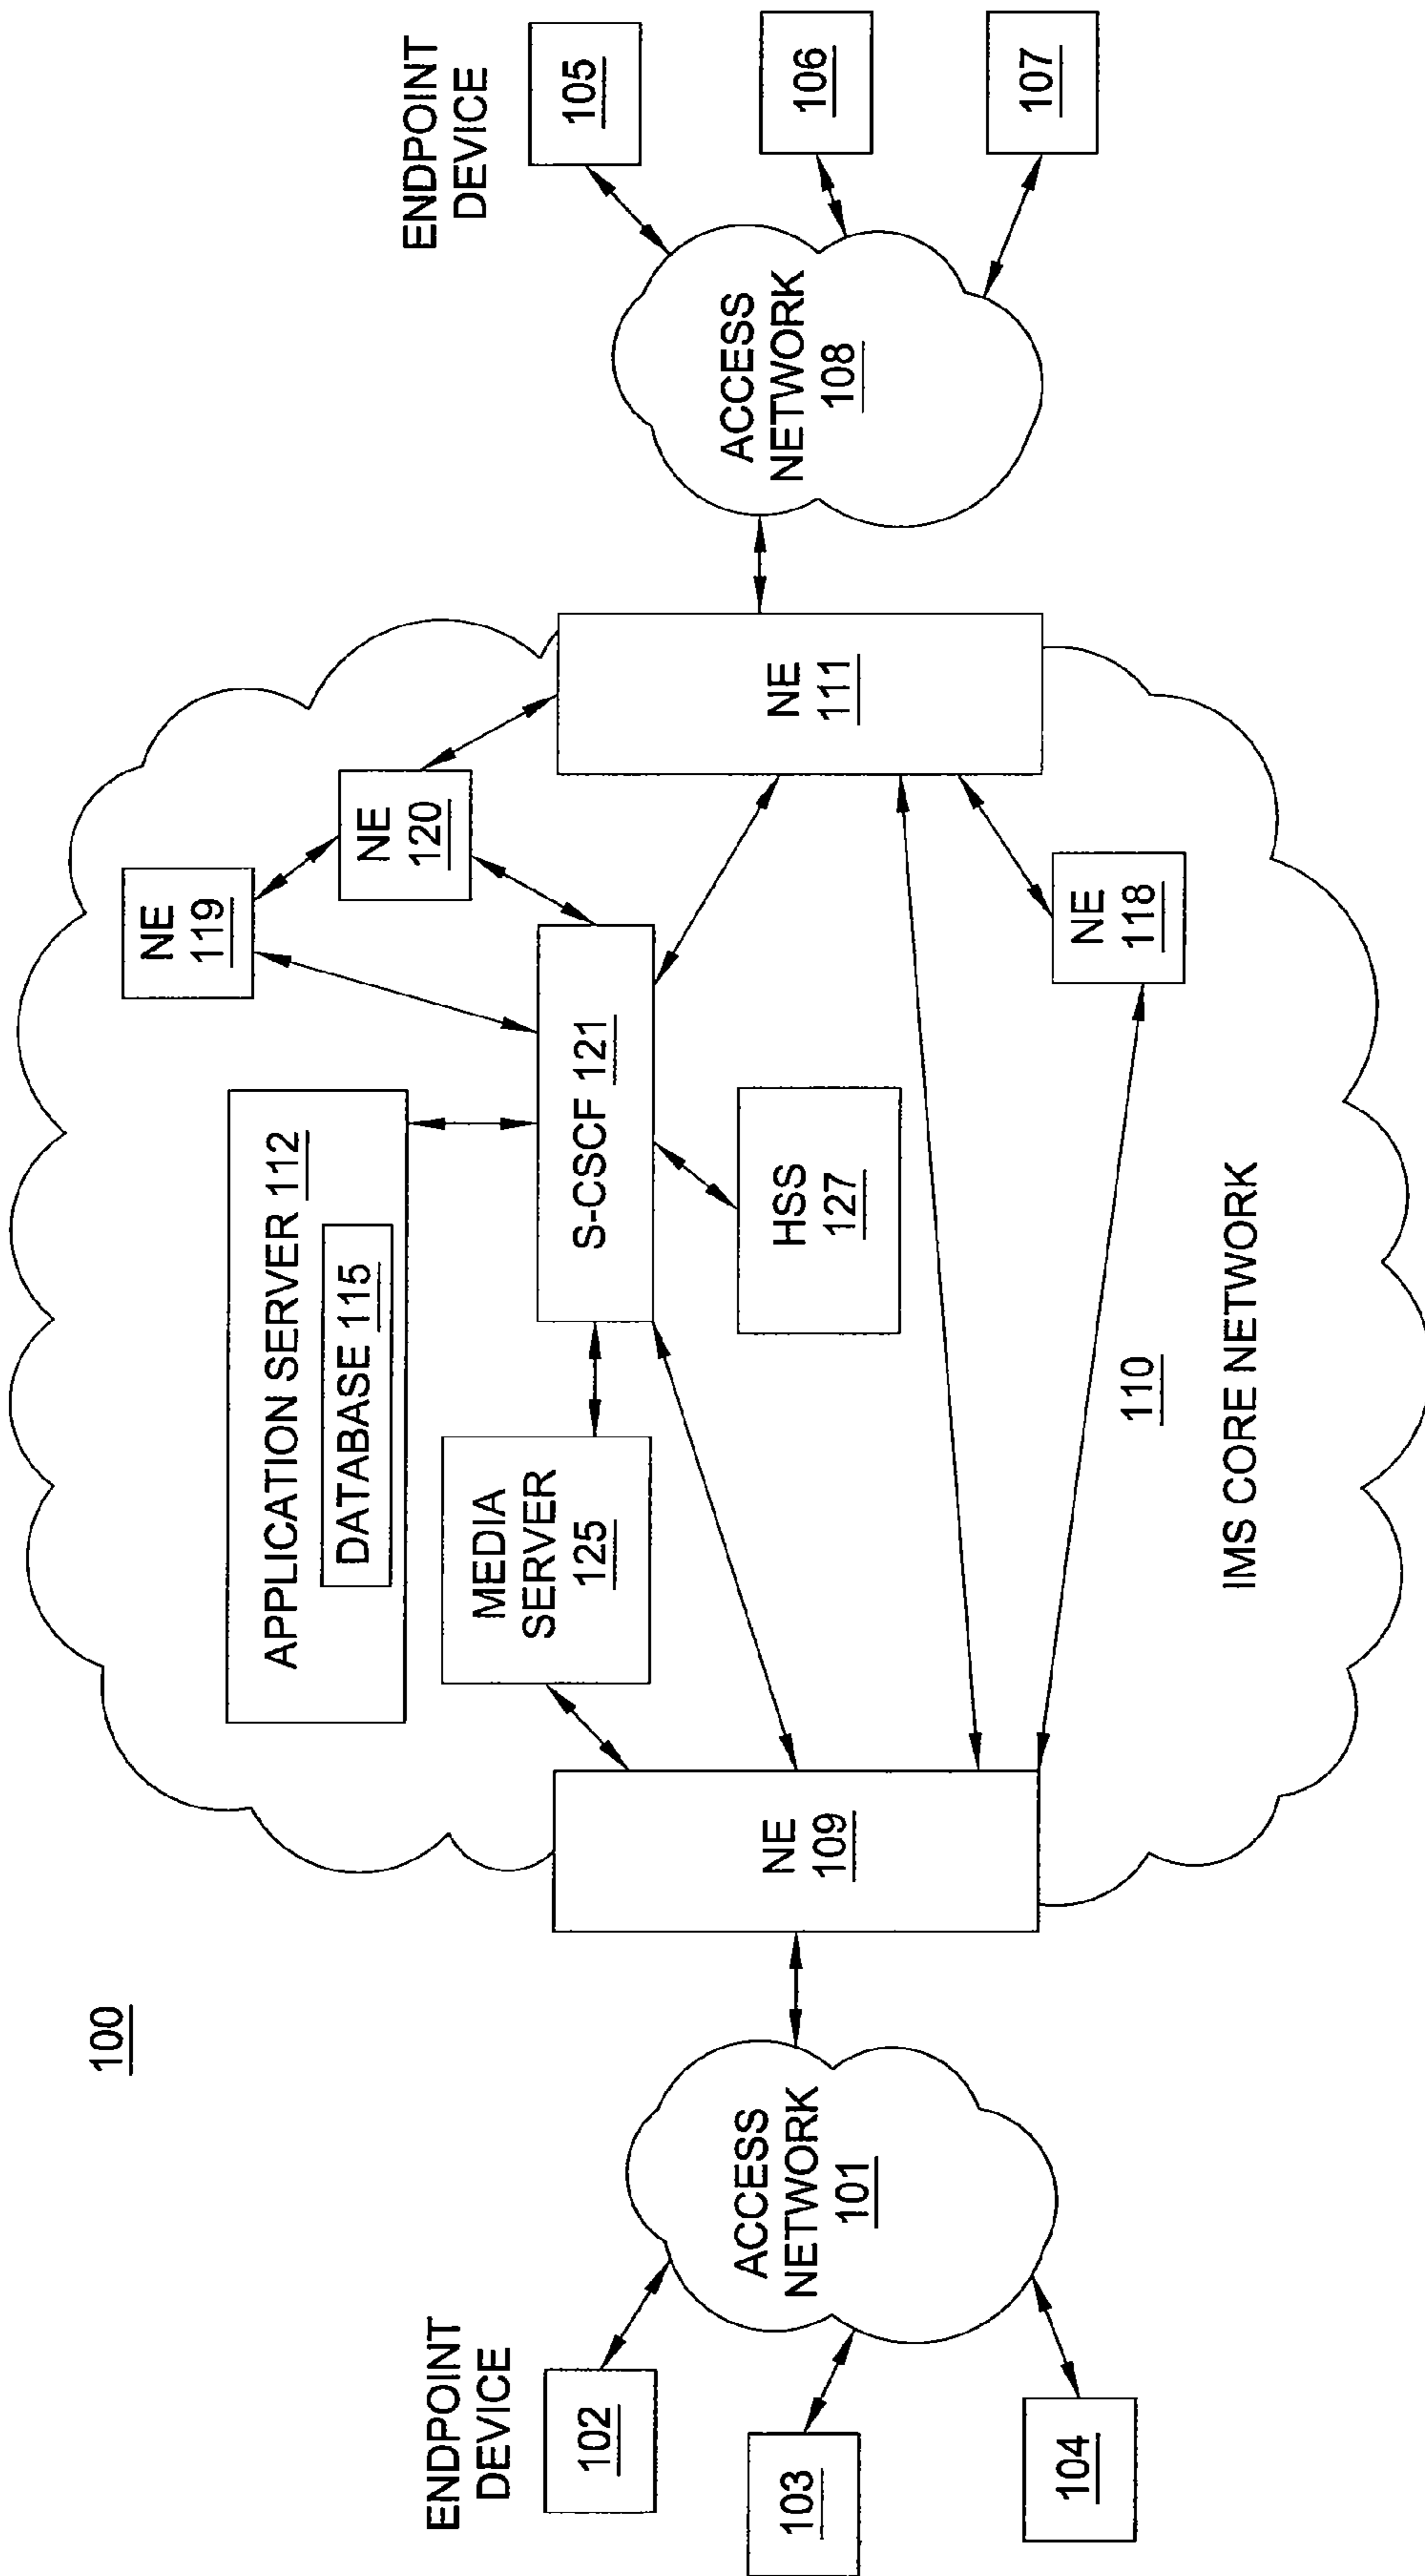 100
ENDPOINT
DEVICE
102
103
104
ACCESS
NETWORK
101
NE
109
APPLICATION SERVER 112
DATABASE 115
MEDIA
SERVER
125
S-CSCF 121
HSS
127
NE
119
NE
120
NE
118
110
IMS CORE NETWORK
NE
111
ACCESS
NETWORK
108
ENDPOINT
DEVICE
105
106
107